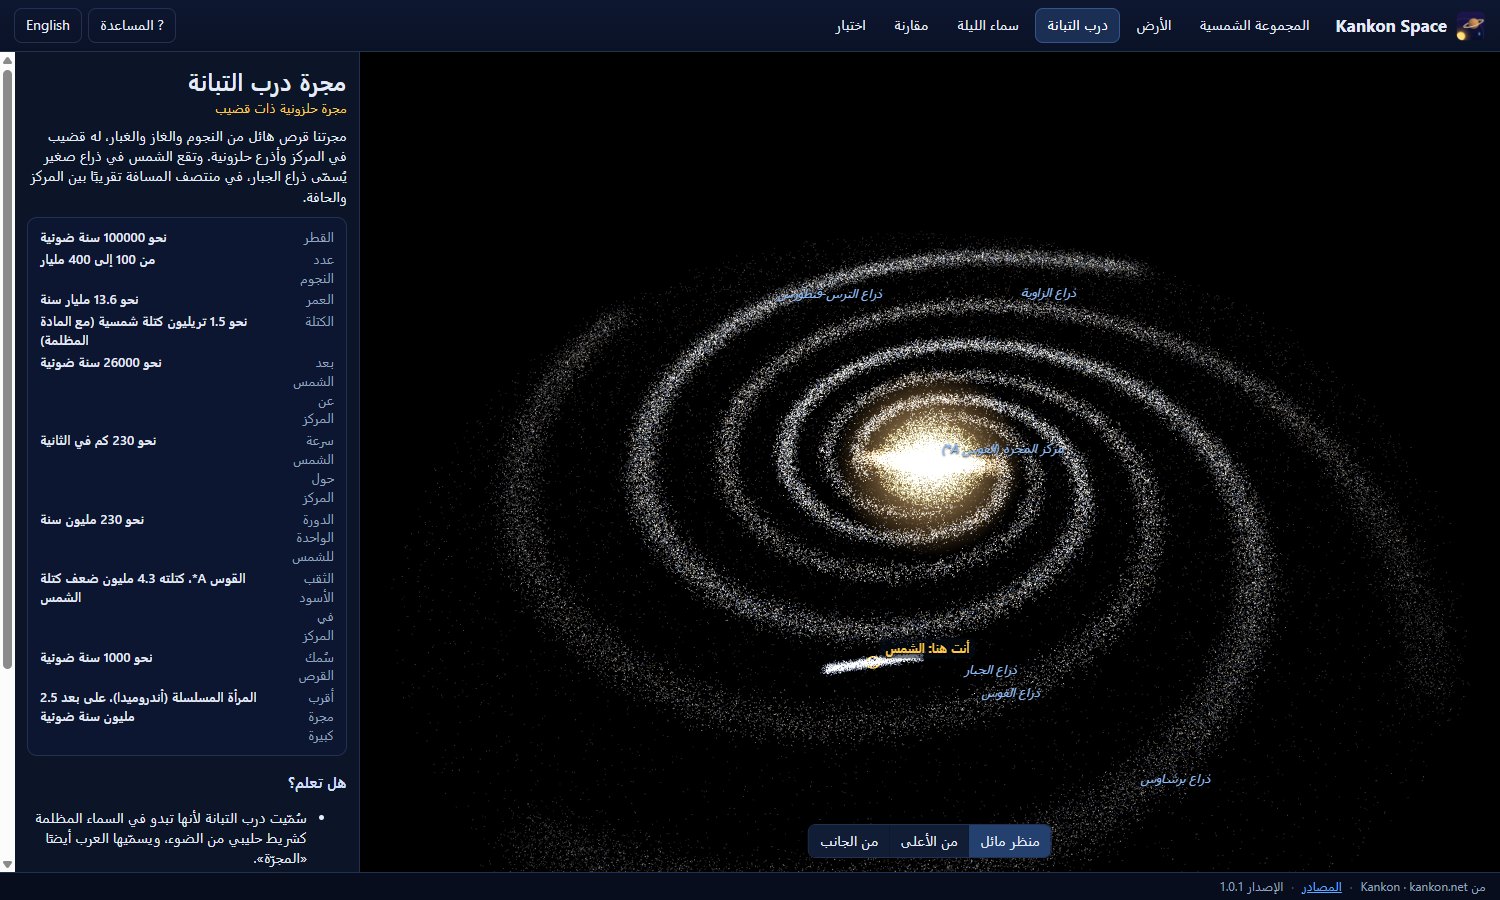 Kankon Space
المجموعة الشمسية
الأرض
درب التبانة
سماء الليلة
مقارنة
اختبار
? المساعدة
English
مجرة درب التبانة
مجرة حلزونية ذات قضيب
مجرتنا قرص هائل من النجوم والغاز والغبار، له قضيب
في المركز وأذرع حلزونية. وتقع الشمس في ذراع صغير
يُسمّى ذراع الجبار، في منتصف المسافة تقريبًا بين المركز
والحافة.
القطر
نحو 100000 سنة ضوئية
عدد
النجوم
من 100 إلى 400 مليار
العمر
نحو 13.6 مليار سنة
الكتلة
نحو 1.5 تريليون كتلة شمسية (مع المادة
المظلمة)
بعد
الشمس
عن
المركز
نحو 26000 سنة ضوئية
سرعة
الشمس
حول
المركز
نحو 230 كم في الثانية
الدورة
الواحدة
للشمس
نحو 230 مليون سنة
الثقب
الأسود
في
المركز
القوس A*، كتلته 4.3 مليون ضعف كتلة
الشمس
سُمك
القرص
نحو 1000 سنة ضوئية
أقرب
مجرة
كبيرة
المرأة المسلسلة (أندروميدا)، على بعد 2.5
مليون سنة ضوئية
هل تعلم؟
• سُمّيت درب التبانة لأنها تبدو في السماء المظلمة
كشريط حليبي من الضوء، ويسمّيها العرب أيضًا
«المجرّة».
ذراع الترس-قنطورس
ذراع الزاوية
مركز المجرة (القوس A*)
أنت هنا: الشمس
ذراع الجبار
ذراع القوس
ذراع برشاوس
منظر مائل
من الأعلى
من الجانب
من Kankon · kankon.net · المصادر · الإصدار 1.0.1